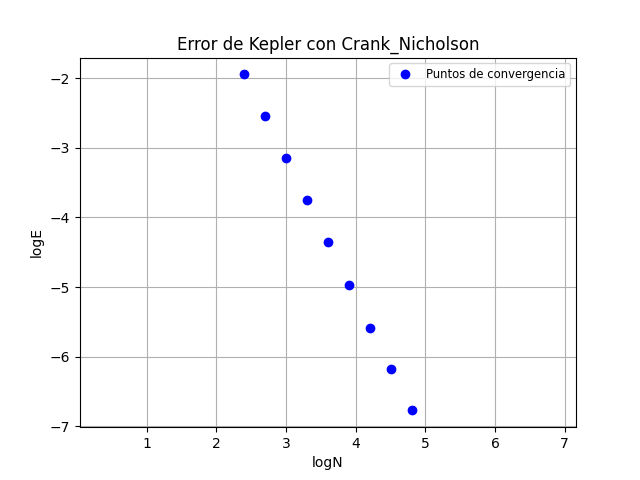 Error de Kepler con Crank_Nicholson
Puntos de convergencia
−2
−3
−4
−5
−6
−7
logE
1 2 3 4 5 6 7
logN